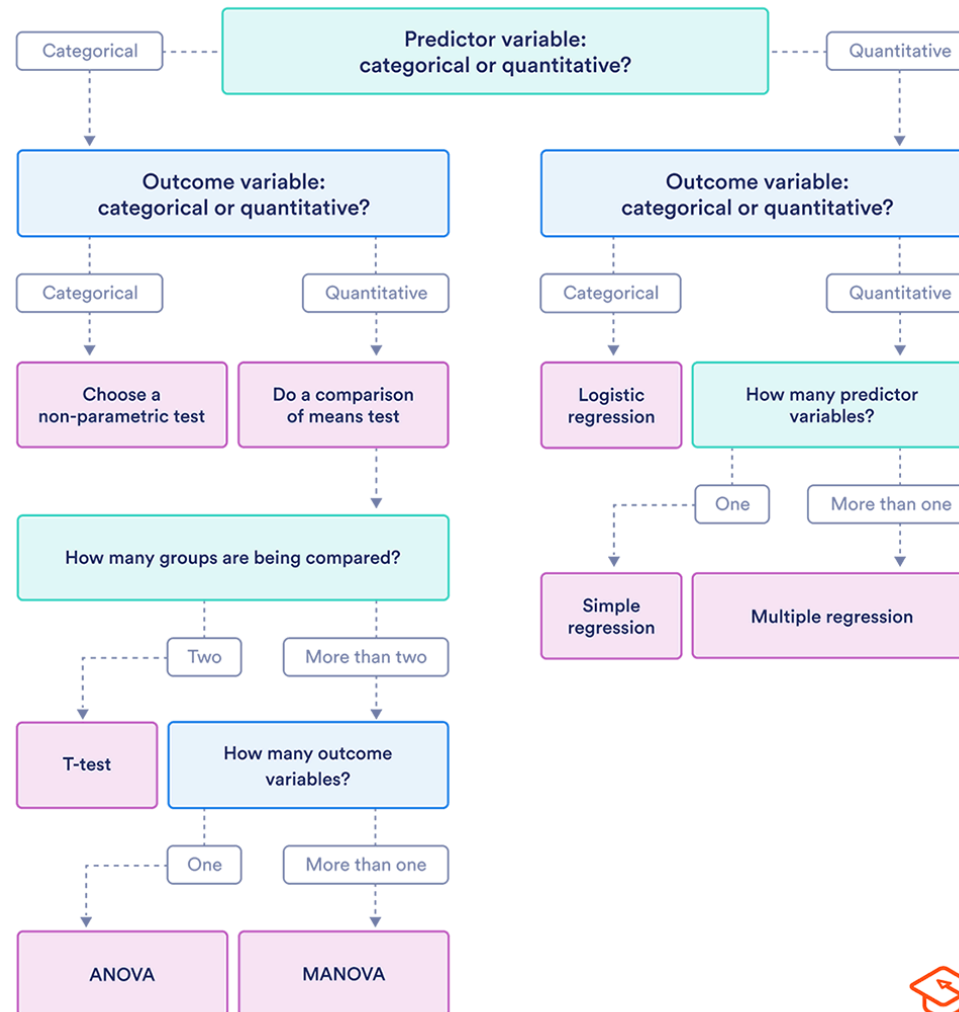 Predictor variable:
categorical or quantitative?
Categorical
Quantitative
Outcome variable:
categorical or quantitative?
Outcome variable:
categorical or quantitative?
Categorical
Quantitative
Categorical
Quantitative
Choose a
non-parametric test
Do a comparison
of means test
Logistic
regression
How many predictor
variables?
One
More than one
How many groups are being compared?
Simple
regression
Multiple regression
Two
More than two
T-test
How many outcome
variables?
One
More than one
ANOVA
MANOVA